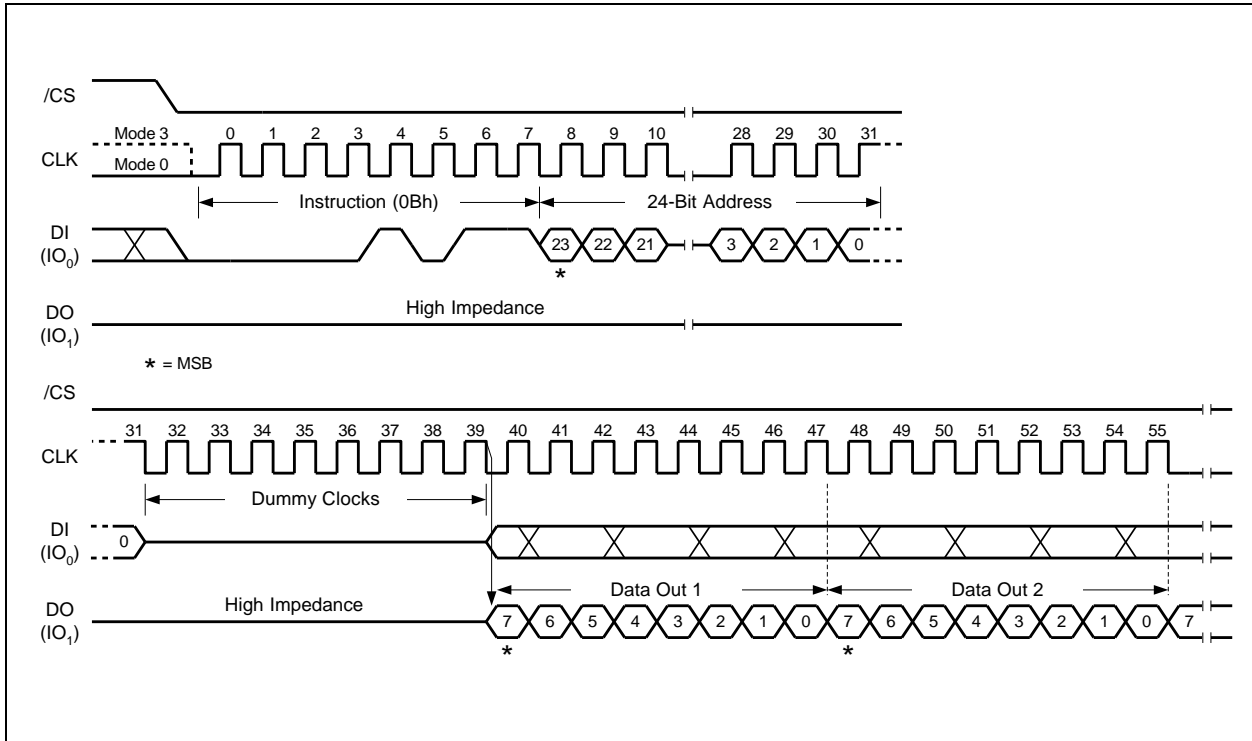 /CS
Mode 3 0 1 2 3 4 5 6 7 8 9 10 28 29 30 31
CLK
Mode 0
Instruction (0Bh) 24-Bit Address
DI
(IO0)
23 22 21 3 2 1 0
*
High Impedance
DO
(IO1)
* = MSB
/CS
31 32 33 34 35 36 37 38 39 40 41 42 43 44 45 46 47 48 49 50 51 52 53 54 55
CLK
Dummy Clocks
DI
(IO0)
0
Data Out 1 Data Out 2
High Impedance
DO
(IO1)
7 6 5 4 3 2 1 0 7 6 5 4 3 2 1 0 7
* *